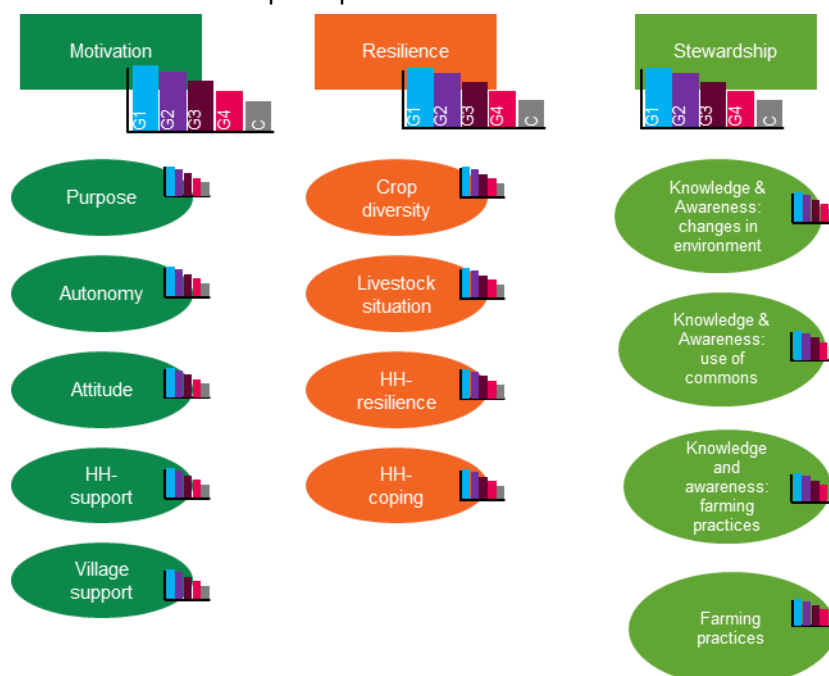 Motivation
G1
G2
G3
G4
C
Resilience
G1
G2
G3
G4
C
Stewardship
G1
G2
G3
G4
C
Purpose
Autonomy
Attitude
HH-
support
Village
support
Crop
diversity
Livestock
situation
HH-
resilience
HH-
coping
Knowledge &
Awareness:
changes in
environment
Knowledge &
Awareness:
use of
commons
Knowledge
and
awareness:
farming
practices
Farming
practices